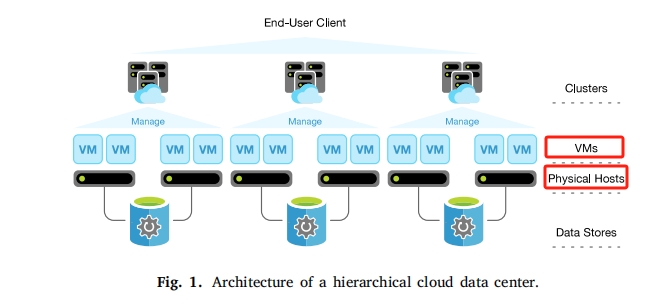 End-User Client
Clusters
Manage Manage Manage
VM VM VM VM VM VM VM VM VM VM VM VM VMs
Physical Hosts
Data Stores
Fig. 1. Architecture of a hierarchical cloud data center.